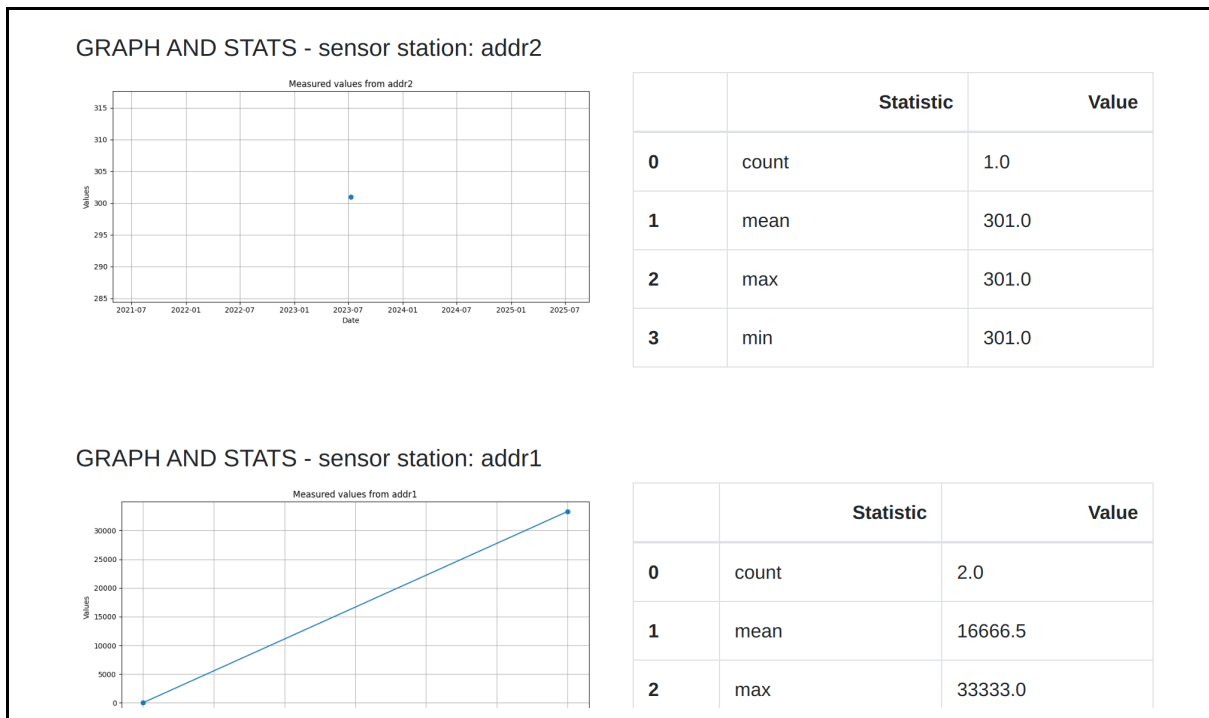 GRAPH AND STATS - sensor station: addr2
Measured values from addr2
315
310
305
300
295
290
285
Values
2021-07 2022-01 2022-07 2023-01 2023-07 2024-01 2024-07 2025-01 2025-07
Date
Statistic Value
0 count 1.0
1 mean 301.0
2 max 301.0
3 min 301.0
GRAPH AND STATS - sensor station: addr1
Measured values from addr1
30000
25000
20000
15000
10000
5000
0
Values
Statistic Value
0 count 2.0
1 mean 16666.5
2 max 33333.0